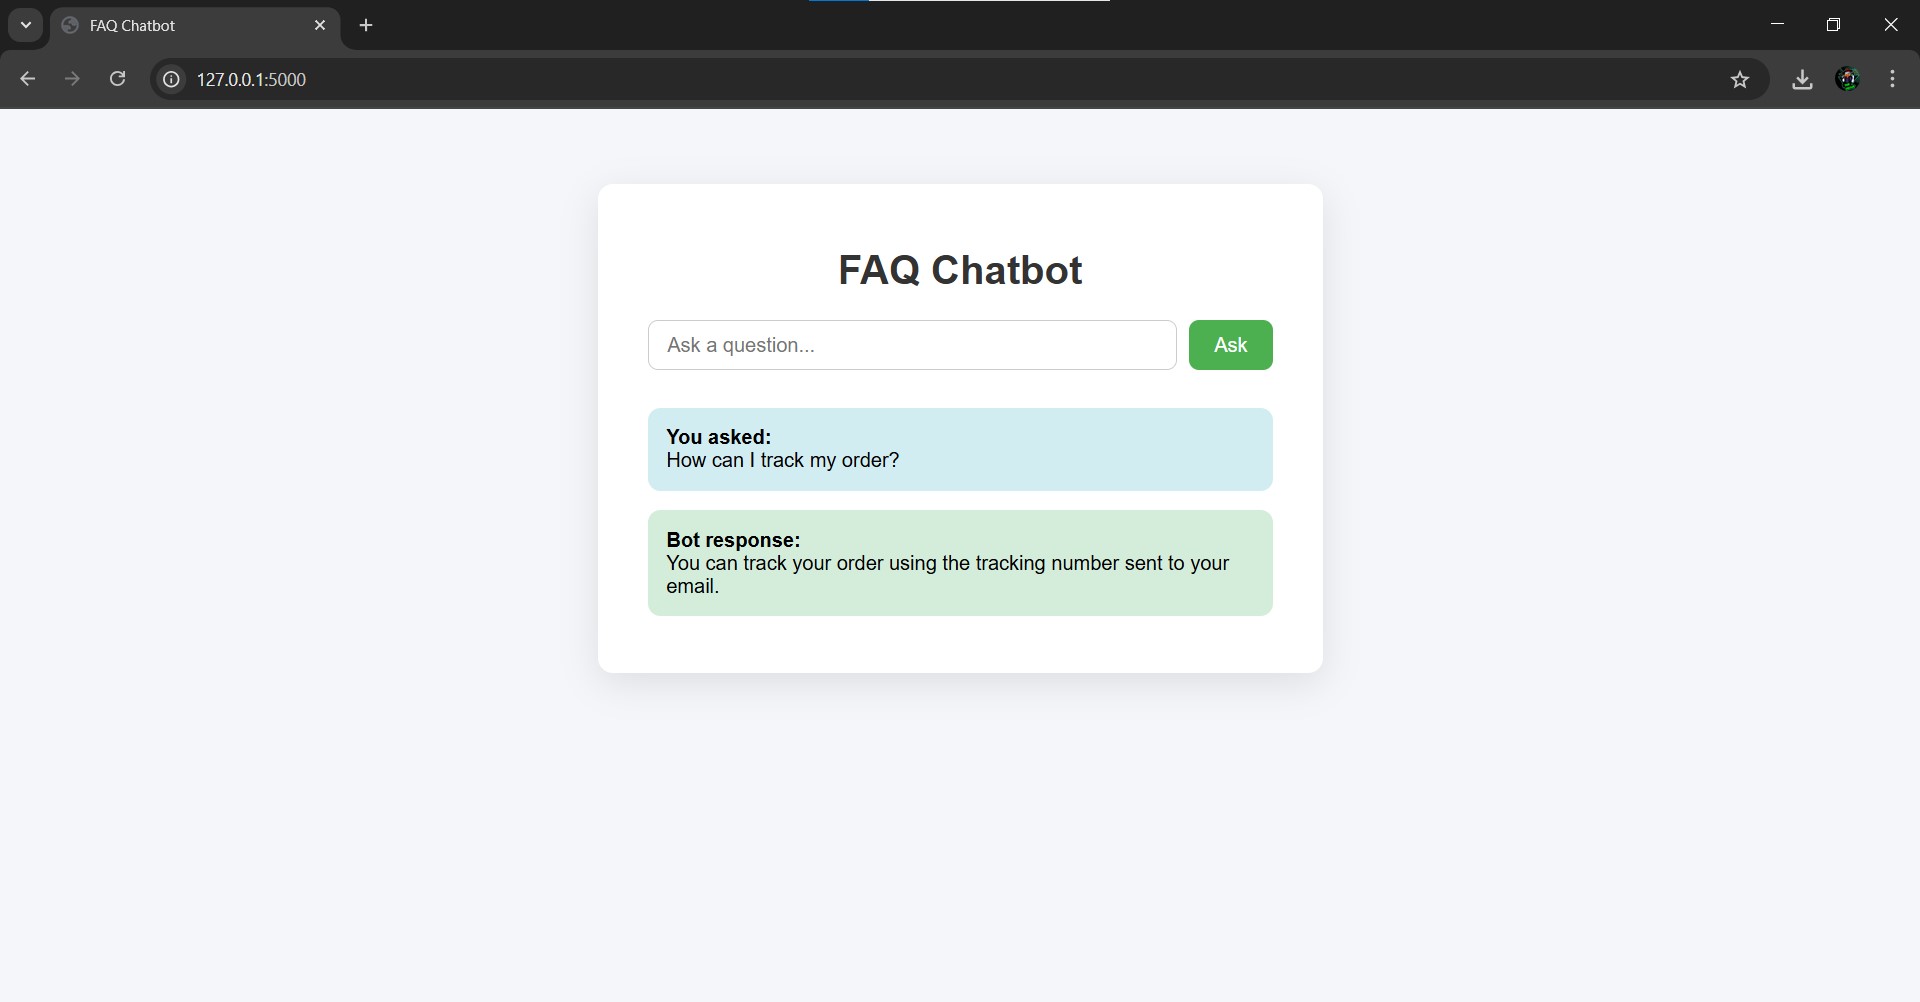 FAQ Chatbot
127.0.0.1:5000
FAQ Chatbot
Ask a question...
Ask
You asked:
How can I track my order?
Bot response:
You can track your order using the tracking number sent to your
email.